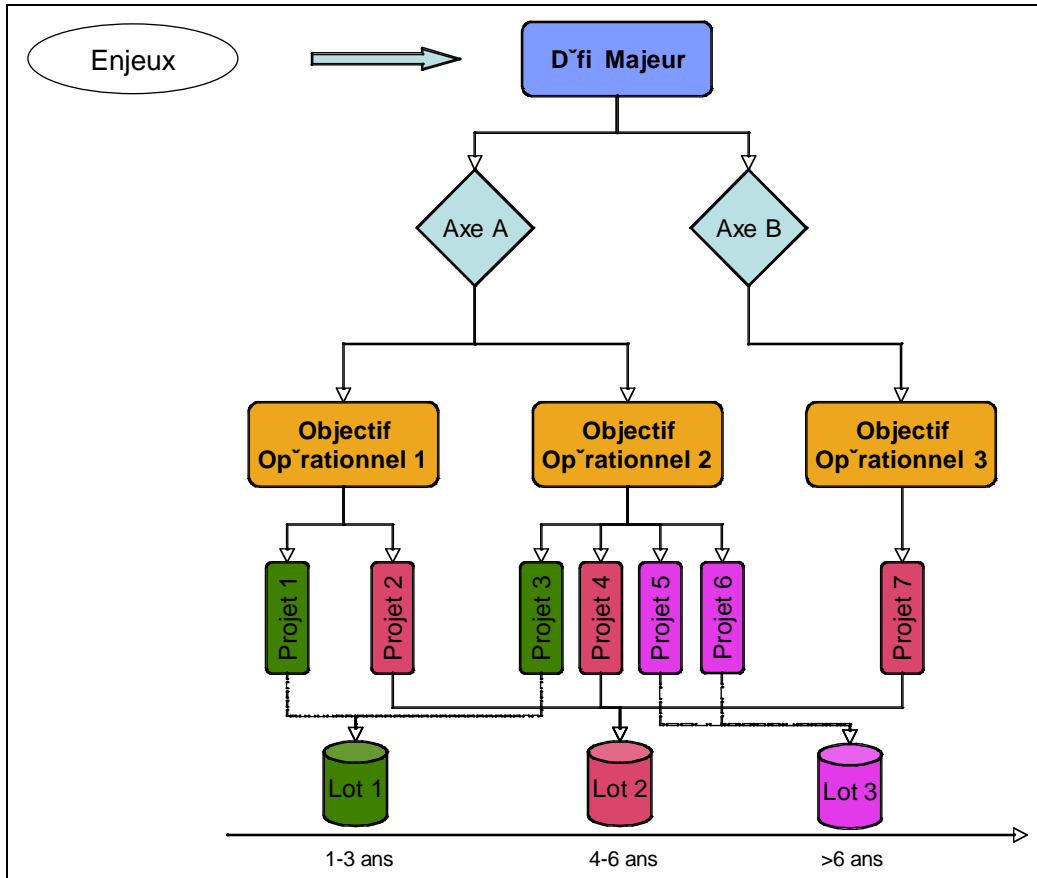 Enjeux
Dˇfi Majeur
Axe A
Axe B
Objectif
Opˇrationnel 1
Objectif
Opˇrationnel 2
Objectif
Opˇrationnel 3
Projet 1
Projet 2
Projet 3
Projet 4
Projet 5
Projet 6
Projet 7
Lot 1
Lot 2
Lot 3
1-3 ans
4-6 ans
>6 ans